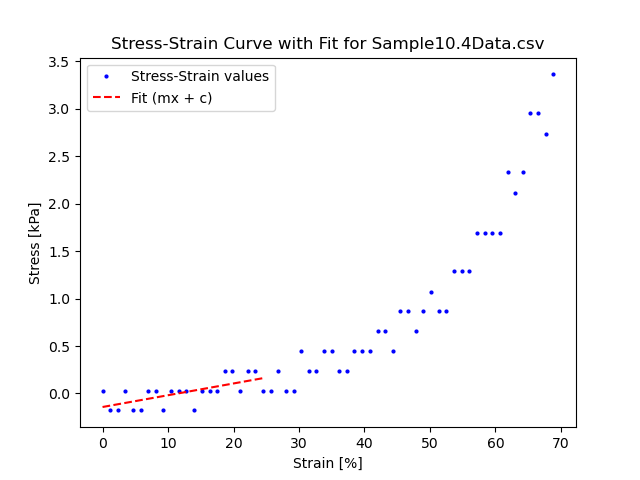 Stress-Strain Curve with Fit for Sample10.4Data.csv
Stress-Strain values
Fit (mx + c)
3.5
3.0
2.5
2.0
1.5
1.0
0.5
0.0
Stress [kPa]
0 10 20 30 40 50 60 70
Strain [%]